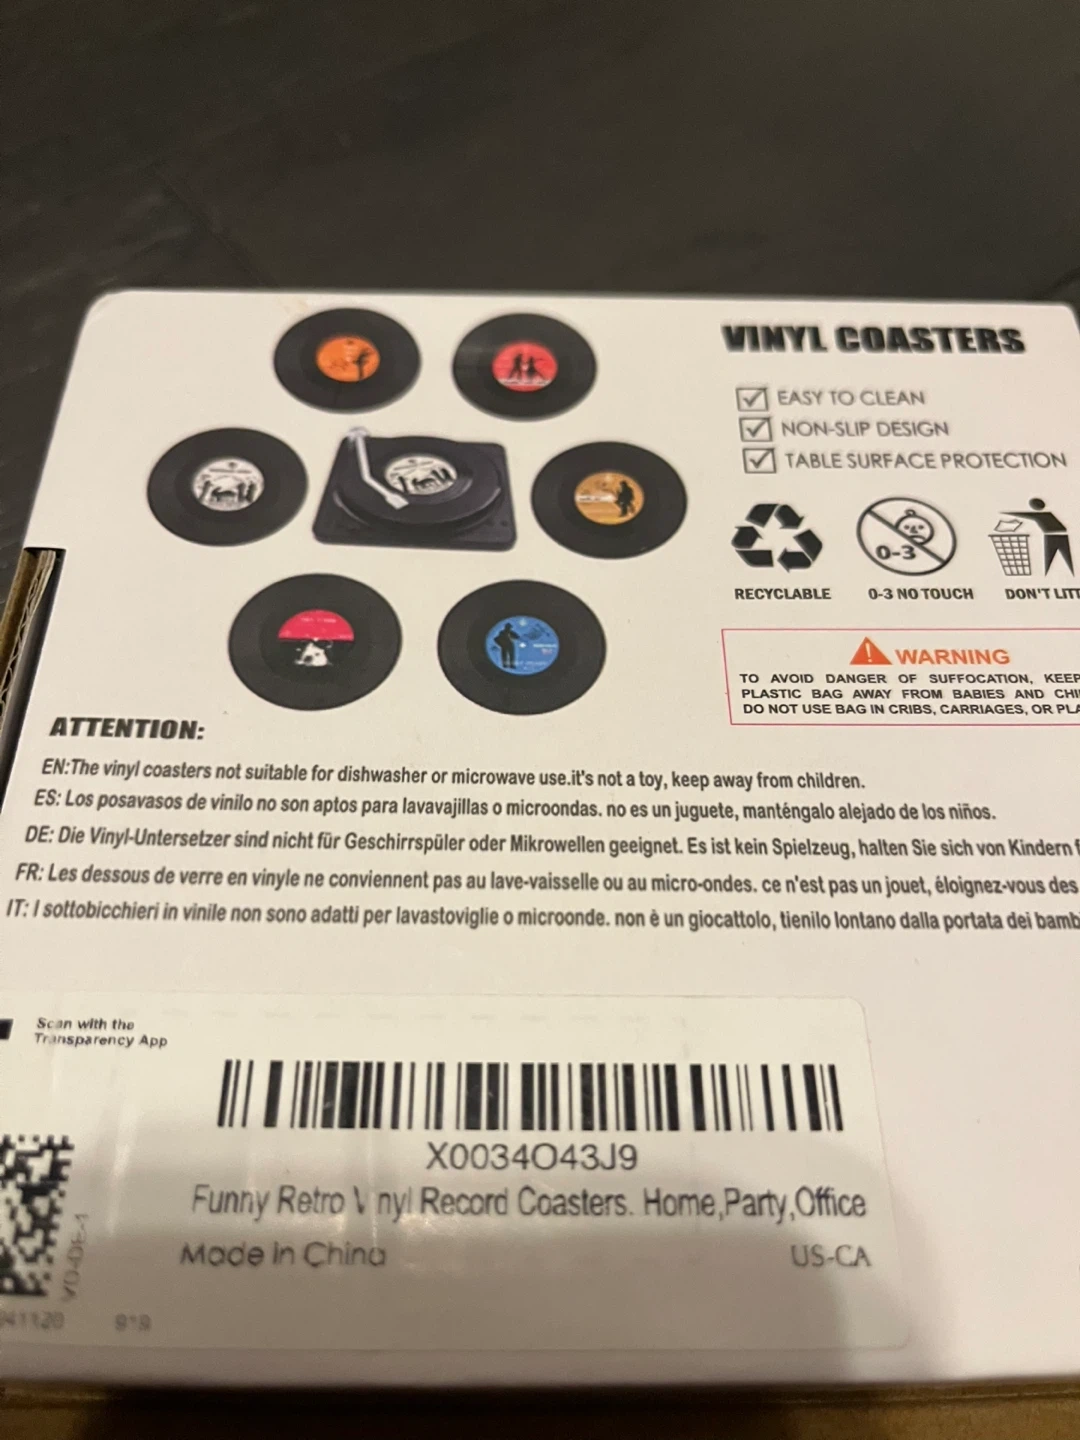 VINYL COASTERS
EASY TO CLEAN
NON-SLIP DESIGN
TABLE SURFACE PROTECTION
0-3
RECYCLABLE
0-3 NO TOUCH
DON'T LITT
WARNING
TO AVOID DANGER OF SUFFOCATION, KEEP
PLASTIC BAG AWAY FROM BABIES AND CHI
DO NOT USE BAG IN CRIBS, CARRIAGES, OR PLA
ATTENTION:
EN:The vinyl coasters not suitable for dishwasher or microwave use.it's not a toy, keep away from children.
ES: Los posavasos de vinilo no son aptos para lavavajillas o microondas. no es un juguete, manténgalo alejado de los niños.
DE: Die Vinyl-Untersetzer sind nicht für Geschirrspüler oder Mikrowellen geeignet. Es ist kein Spielzeug, halten Sie sich von Kindern f
FR: Les dessous de verre en vinyle ne conviennent pas au lave-vaisselle ou au micro-ondes. ce n'est pas un jouet, éloignez-vous des
IT: I sottobicchieri in vinile non sono adatti per lavastoviglie o microonde. non è un giocattolo, tienilo lontano dalla portata dei bamb
Scan with the
Transparency App
X0034O43J9
Funny Retro Vinyl Record Coasters. Home,Party,Office
Made in China
US-CA